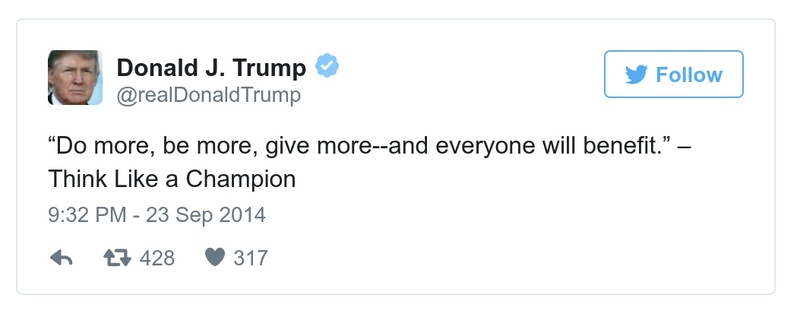 Donald J. Trump
Follow
@realDonaldTrump
“Do more, be more, give more--and everyone will benefit.” –
Think Like a Champion
9:32 PM - 23 Sep 2014
428 317